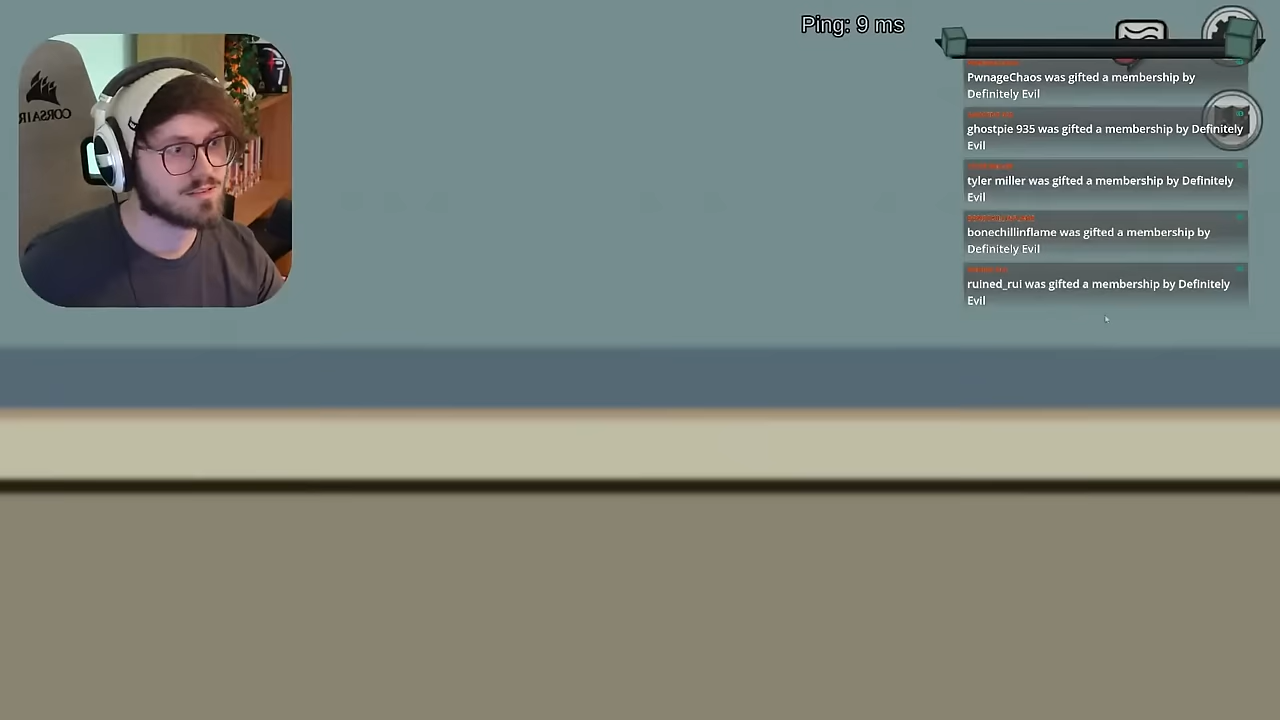 Ping: 9 ms
PwnageChaos was gifted a membership by
Definitely Evil
ghostpie 935 was gifted a membership by Definitely
Evil
tyler miller was gifted a membership by Definitely
Evil
bonechillinflame was gifted a membership by
Definitely Evil
ruined_rui was gifted a membership by Definitely
Evil
CORSAIR